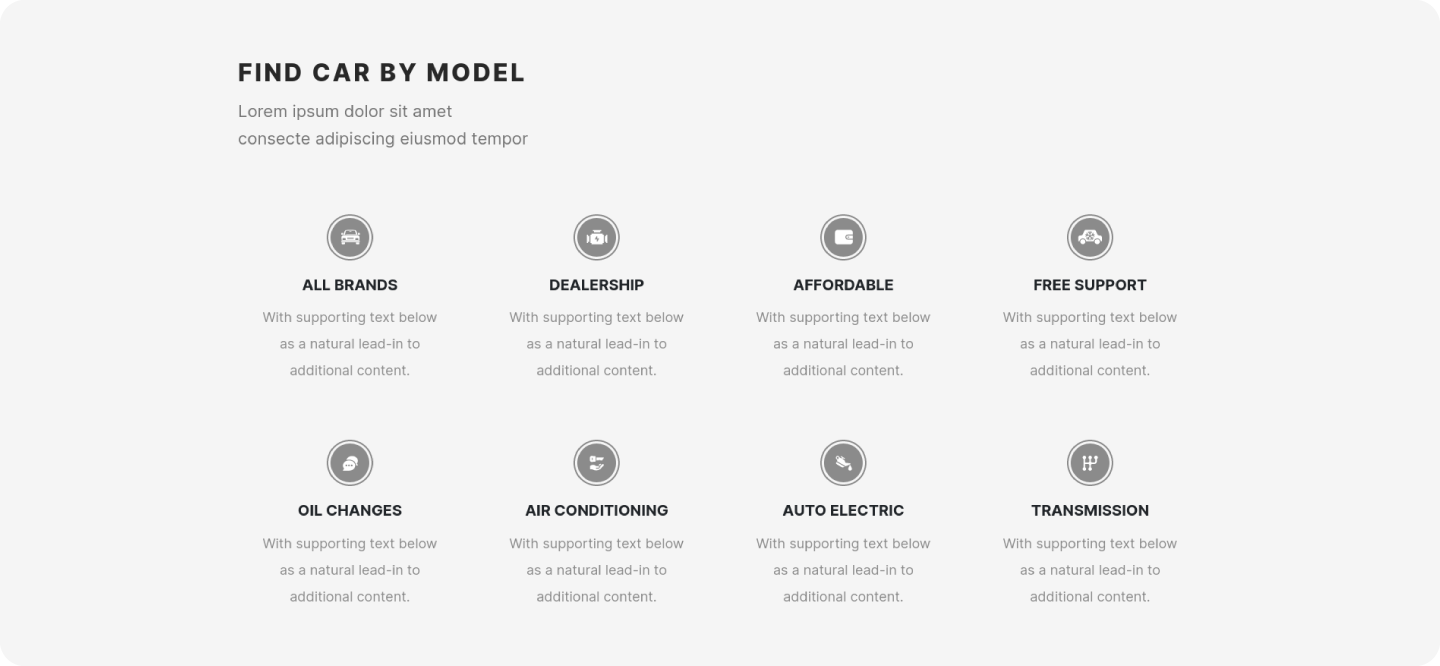 FIND CAR BY MODEL
Lorem ipsum dolor sit amet
consecte adipiscing eiusmod tempor
ALL BRANDS
With supporting text below
as a natural lead-in to
additional content.
DEALERSHIP
With supporting text below
as a natural lead-in to
additional content.
AFFORDABLE
With supporting text below
as a natural lead-in to
additional content.
FREE SUPPORT
With supporting text below
as a natural lead-in to
additional content.
OIL CHANGES
With supporting text below
as a natural lead-in to
additional content.
AIR CONDITIONING
With supporting text below
as a natural lead-in to
additional content.
AUTO ELECTRIC
With supporting text below
as a natural lead-in to
additional content.
TRANSMISSION
With supporting text below
as a natural lead-in to
additional content.